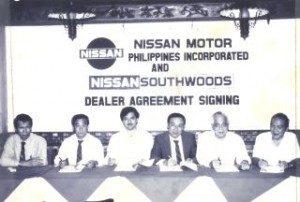 NISSAN
NISSAN MOTOR
PHILIPPINES INCORPORATED
AND
NISSAN SOUTHWOODS
DEALER AGREEMENT SIGNING